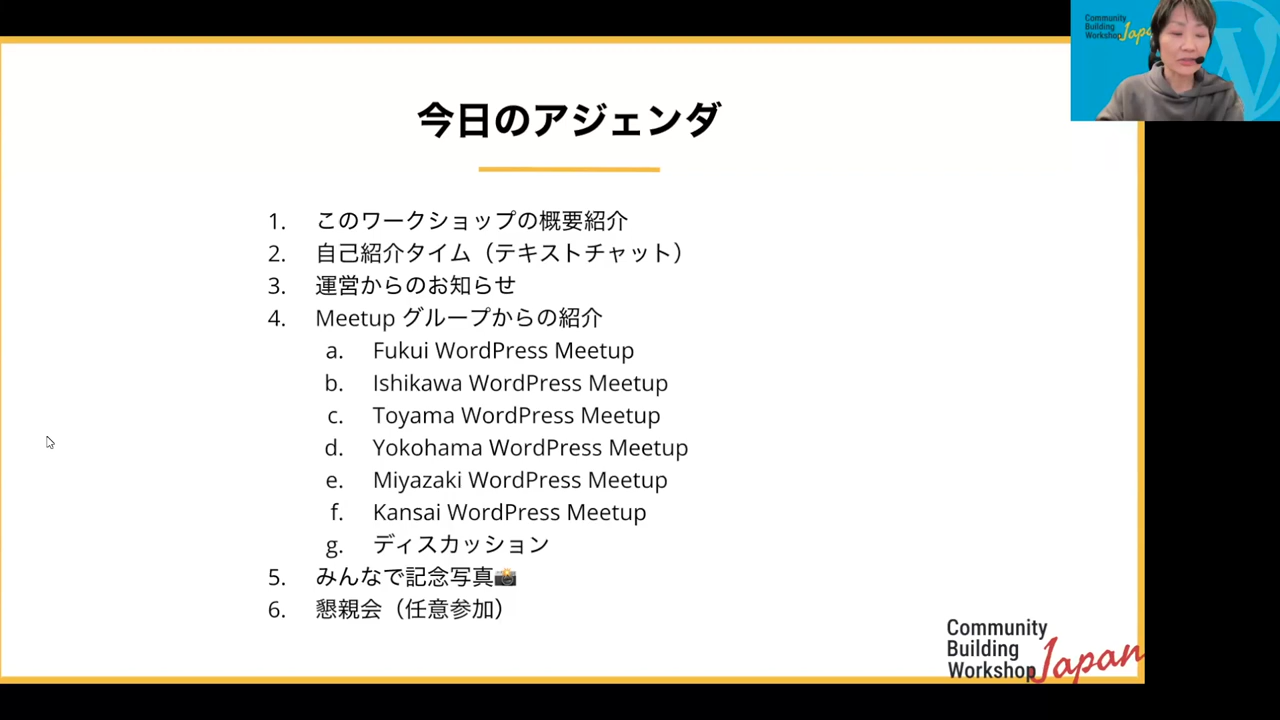 今日のアジェンダ
1. このワークショップの概要紹介
2. 自己紹介タイム（テキストチャット）
3. 運営からのお知らせ
4. Meetup グループからの紹介
a. Fukui WordPress Meetup
b. Ishikawa WordPress Meetup
c. Toyama WordPress Meetup
d. Yokohama WordPress Meetup
e. Miyazaki WordPress Meetup
f. Kansai WordPress Meetup
g. ディスカッション
5. みんなで記念写真📸
6. 懇親会（任意参加）
Community
Building
Workshop Japan
Community
Building
Workshop